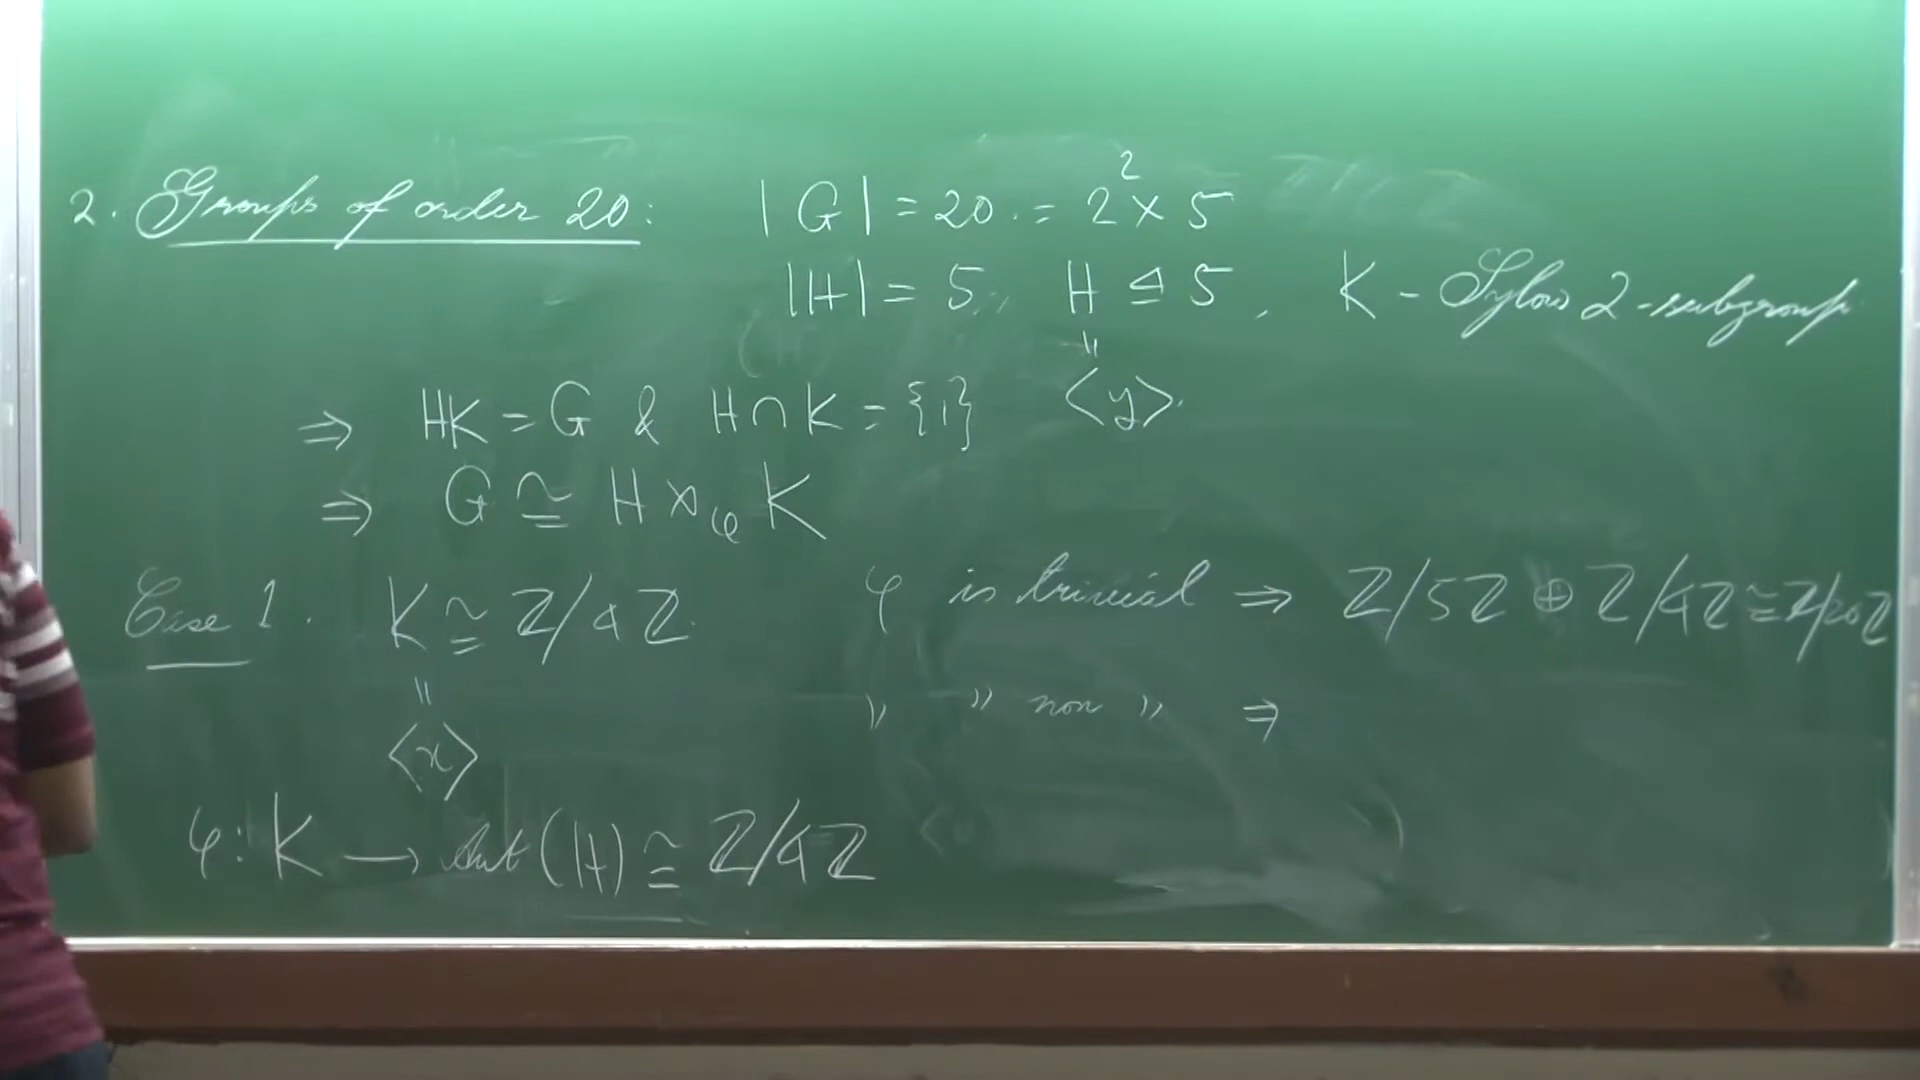 2. Groups of order 20: |G| = 20. = 2² × 5
|H| = 5, H ⊴ 5, K - Sylow 2-subgroup
"
⇒ HK = G & H ∩ K = {1} <y>.
⇒ G ≅ H ⋊_φ K
Case 1. K ≅ Z/4Z. φ is trivial ⇒ Z/5Z ⊕ Z/4Z ≅ Z/20Z
" " " non " ⇒
<x>
φ: K → Aut(H) ≅ Z/4Z